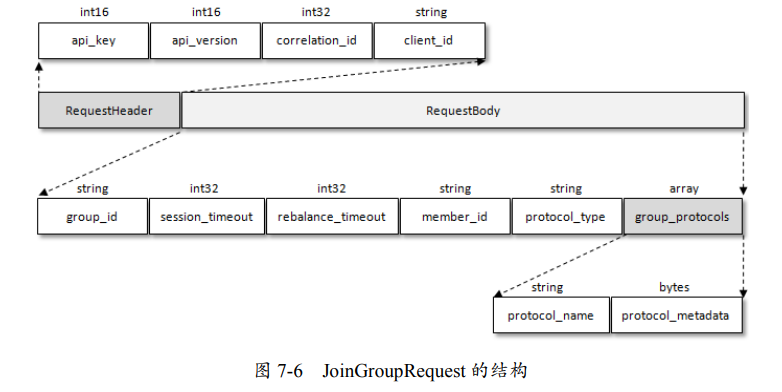 int16 int16 int32 string
api_key api_version correlation_id client_id
RequestHeader RequestBody
string int32 int32 string string array
group_id session_timeout rebalance_timeout member_id protocol_type group_protocols
string bytes
protocol_name protocol_metadata
图 7-6 JoinGroupRequest 的结构